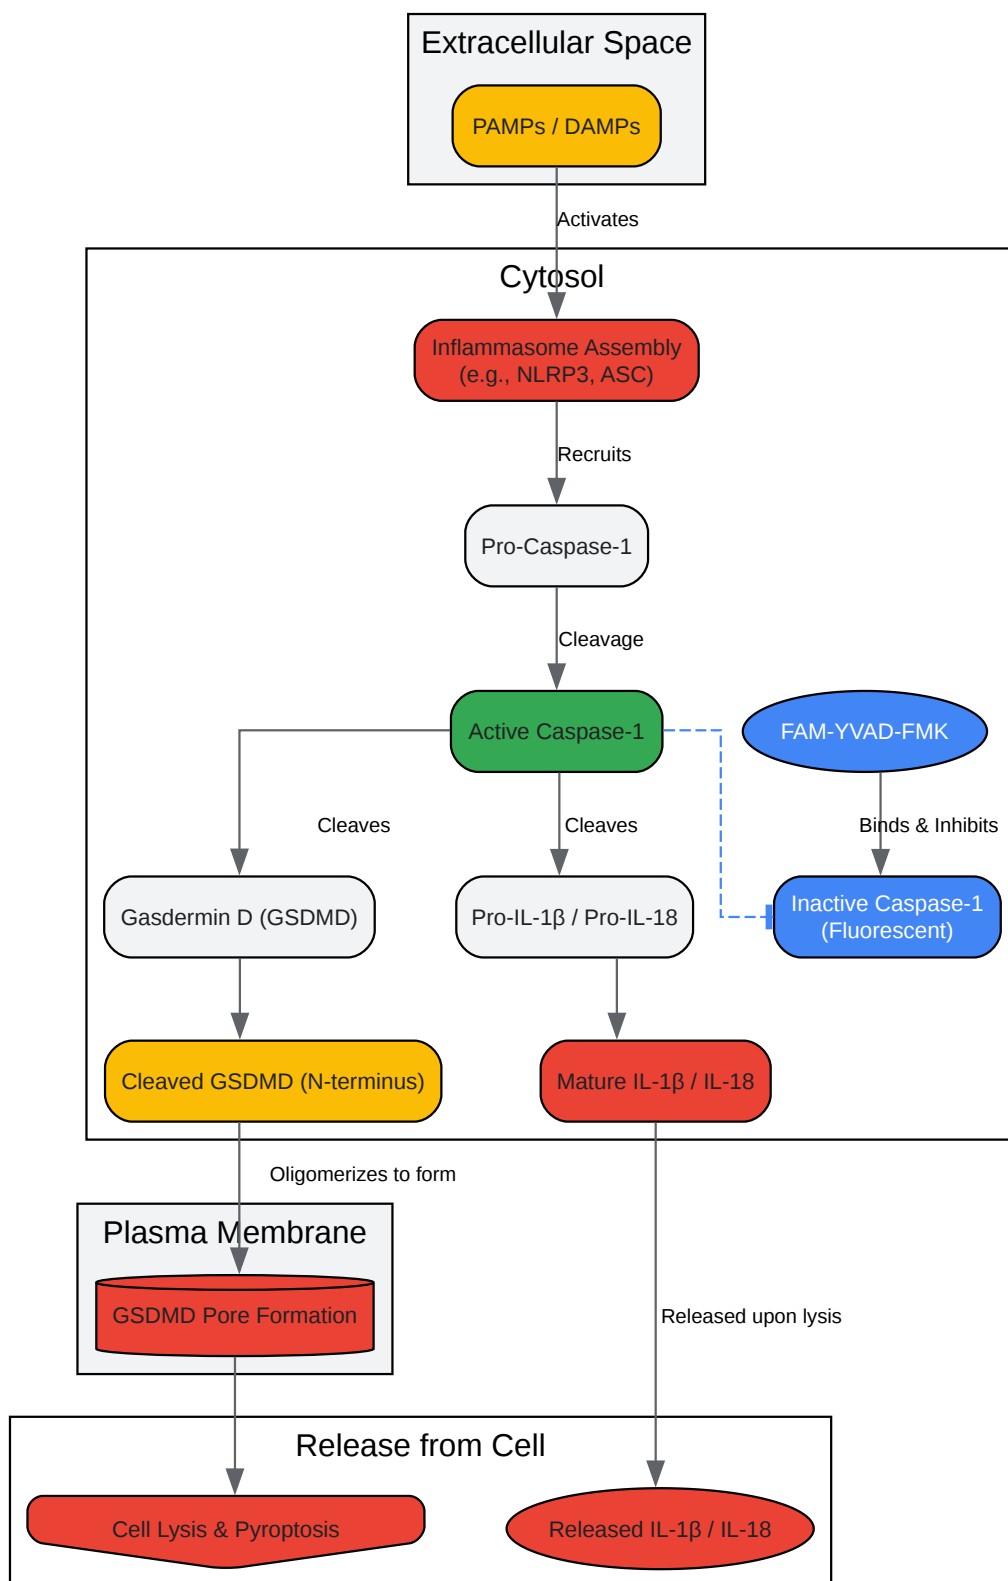 Extracellular Space
PAMPs / DAMPs
Activates
Cytosol
Inflammasome Assembly
(e.g., NLRP3, ASC)
Recruits
Pro-Caspase-1
Cleavage
Active Caspase-1
FAM-YVAD-FMK
Cleaves
Cleaves
Binds & Inhibits
Gasdermin D (GSDMD)
Pro-IL-1β / Pro-IL-18
Inactive Caspase-1
(Fluorescent)
Cleaved GSDMD (N-terminus)
Mature IL-1β / IL-18
Oligomerizes to form
Plasma Membrane
GSDMD Pore Formation
Released upon lysis
Release from Cell
Cell Lysis & Pyroptosis
Released IL-1β / IL-18